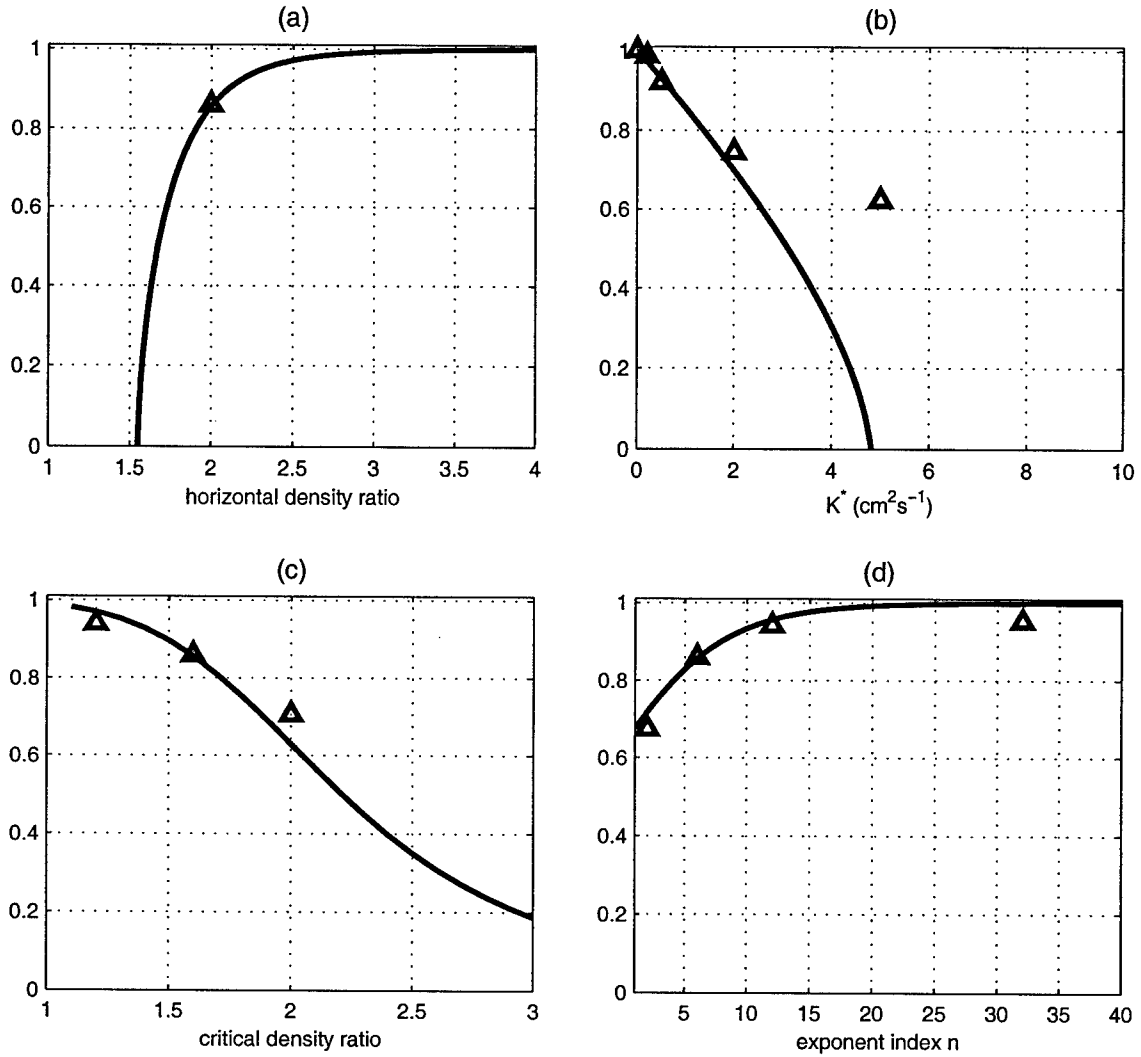 (a)
1
0.8
0.6
0.4
0.2
0
1 1.5 2 2.5 3 3.5 4
horizontal density ratio
(b)
1
0.8
0.6
0.4
0.2
0
0 2 4 6 8 10
K* (cm²s⁻¹)
(c)
1
0.8
0.6
0.4
0.2
0
1 1.5 2 2.5 3
critical density ratio
(d)
1
0.8
0.6
0.4
0.2
0
5 10 15 20 25 30 35 40
exponent index n